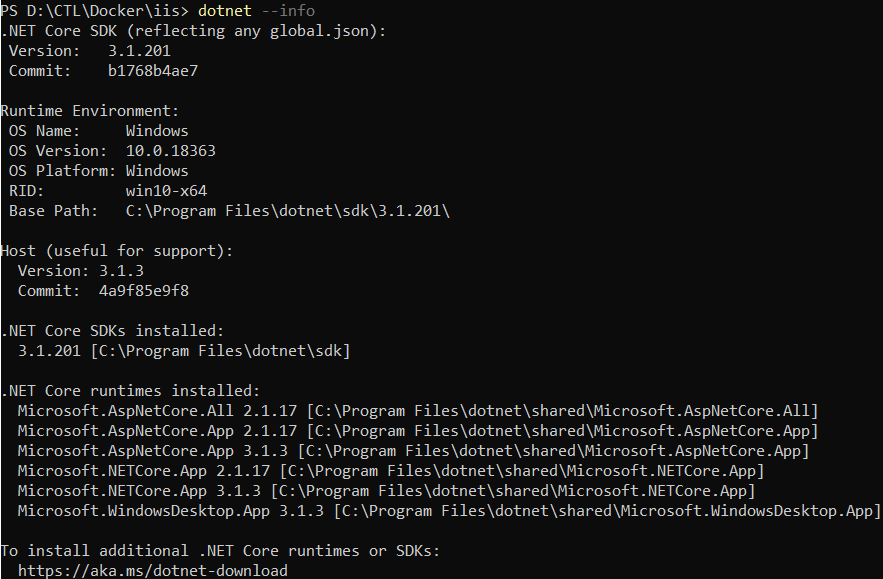 PS D:\CTL\Docker\iis> dotnet --info
.NET Core SDK (reflecting any global.json):
 Version:   3.1.201
 Commit:    b1768b4ae7

Runtime Environment:
 OS Name:     Windows
 OS Version:  10.0.18363
 OS Platform: Windows
 RID:         win10-x64
 Base Path:   C:\Program Files\dotnet\sdk\3.1.201\

Host (useful for support):
  Version: 3.1.3
  Commit:  4a9f85e9f8

.NET Core SDKs installed:
  3.1.201 [C:\Program Files\dotnet\sdk]

.NET Core runtimes installed:
  Microsoft.AspNetCore.All 2.1.17 [C:\Program Files\dotnet\shared\Microsoft.AspNetCore.All]
  Microsoft.AspNetCore.App 2.1.17 [C:\Program Files\dotnet\shared\Microsoft.AspNetCore.App]
  Microsoft.AspNetCore.App 3.1.3 [C:\Program Files\dotnet\shared\Microsoft.AspNetCore.App]
  Microsoft.NETCore.App 2.1.17 [C:\Program Files\dotnet\shared\Microsoft.NETCore.App]
  Microsoft.NETCore.App 3.1.3 [C:\Program Files\dotnet\shared\Microsoft.NETCore.App]
  Microsoft.WindowsDesktop.App 3.1.3 [C:\Program Files\dotnet\shared\Microsoft.WindowsDesktop.App]

To install additional .NET Core runtimes or SDKs:
  https://aka.ms/dotnet-download